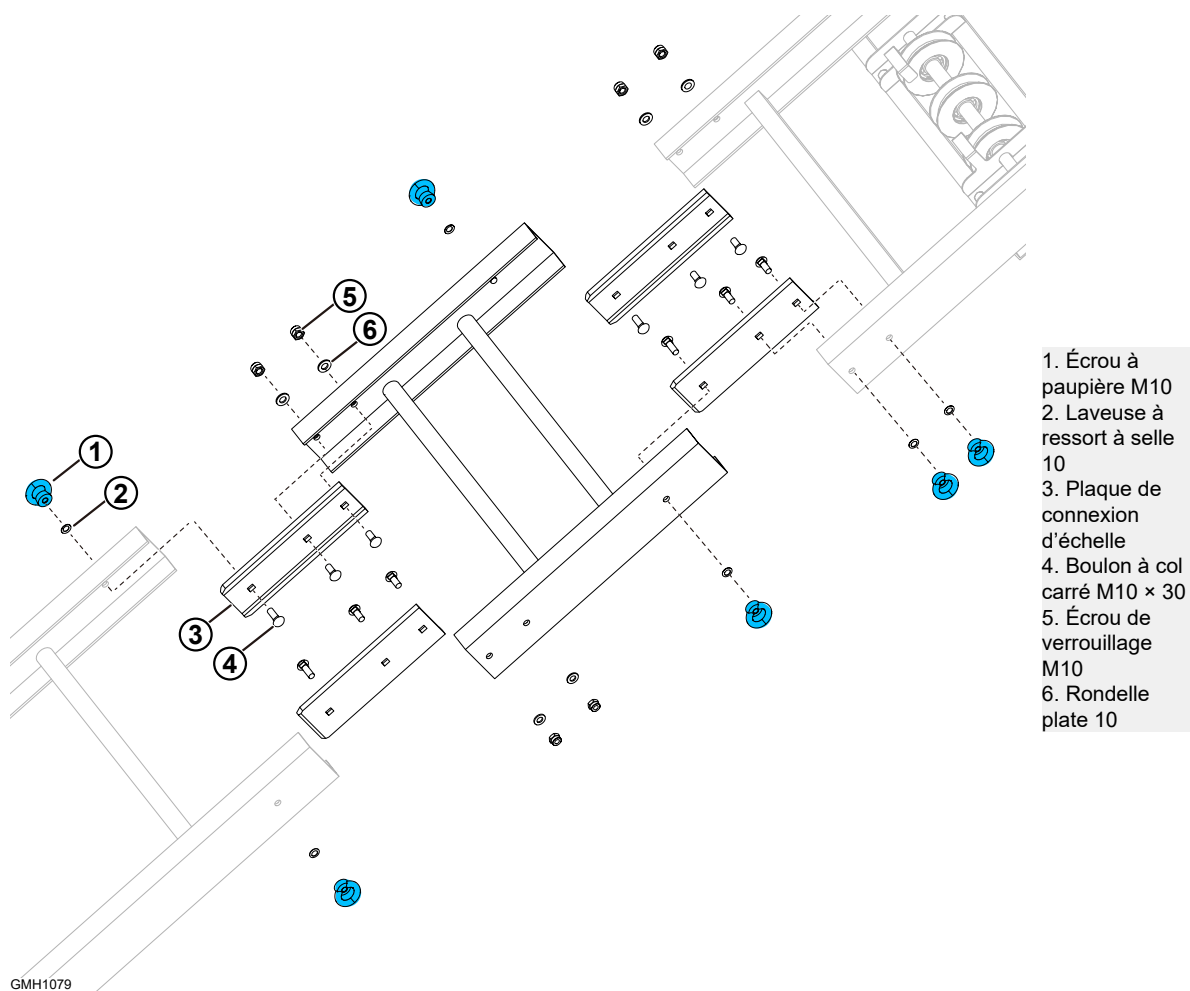 5
6
1
2
3
4
1. Écrou à
paupière M10
2. Laveuse à
ressort à selle
10
3. Plaque de
connexion
d'échelle
4. Boulon à col
carré M10 × 30
5. Écrou de
verrouillage
M10
6. Rondelle
plate 10
GMH1079